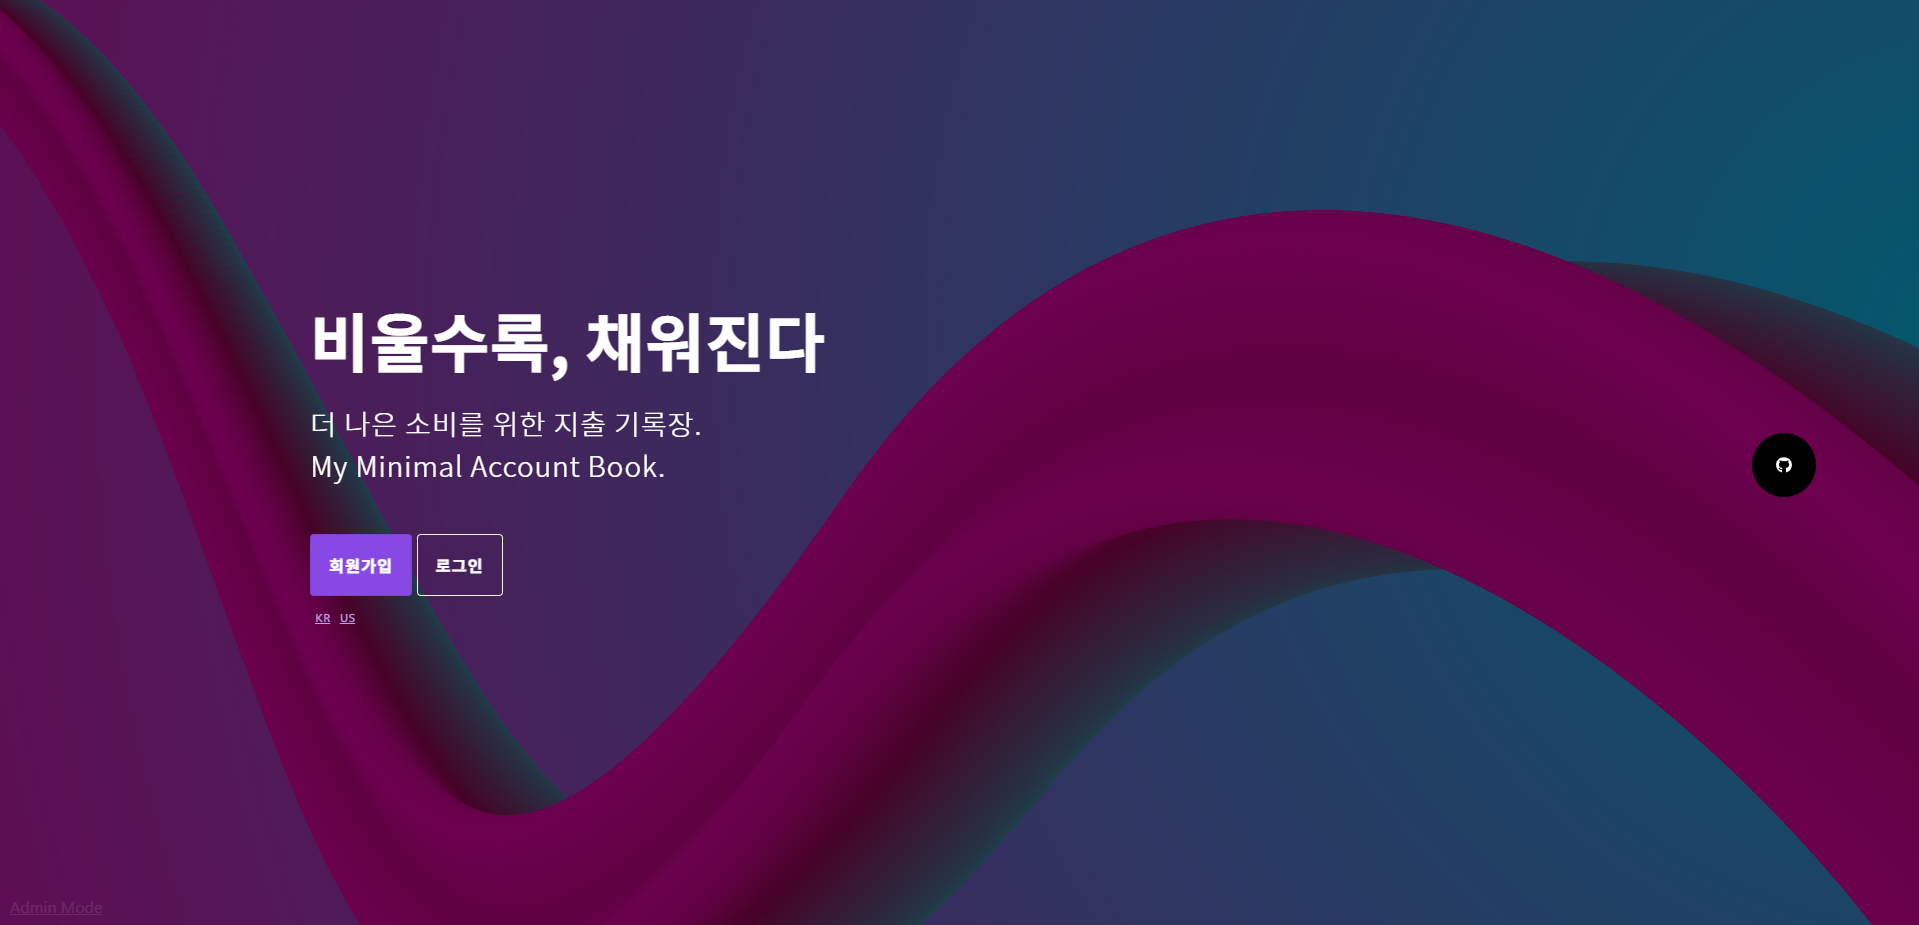 비울수록, 채워진다
더 나은 소비를 위한 지출 기록장.
My Minimal Account Book.
회원가입 로그인
KR US
Admin Mode